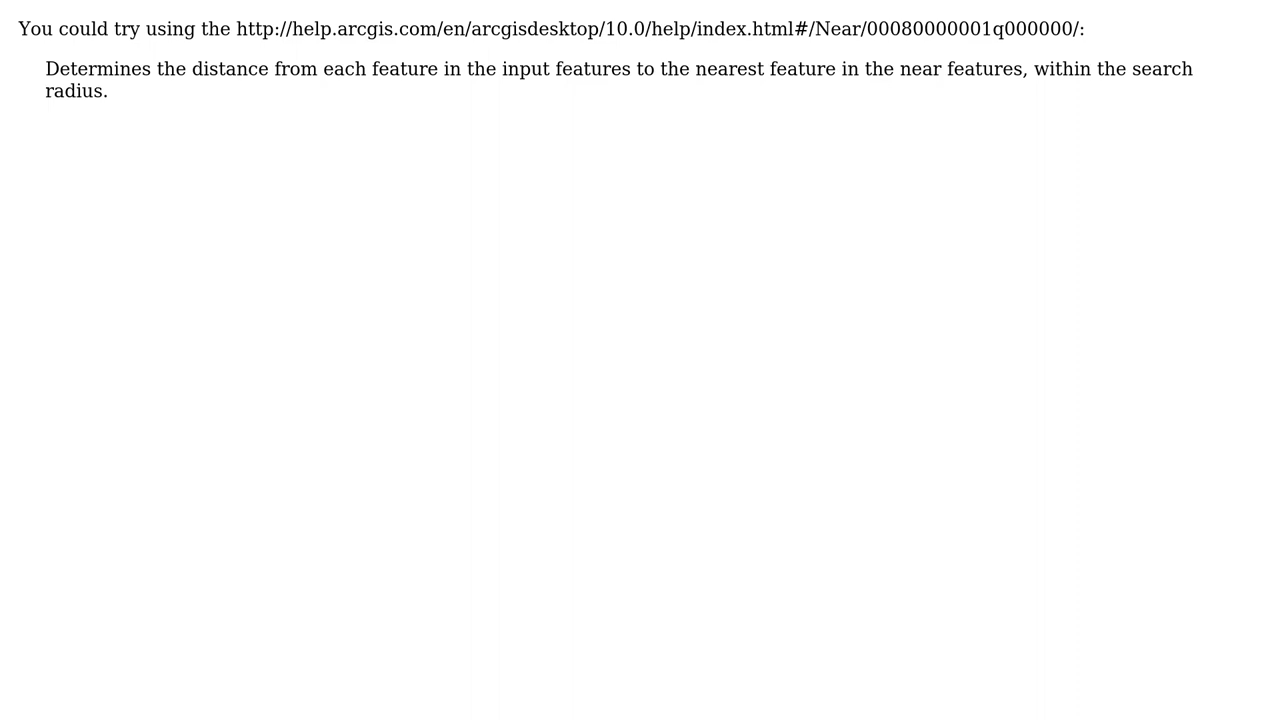 You could try using the http://help.arcgis.com/en/arcgisdesktop/10.0/help/index.html#/Near/00080000001q000000/:
Determines the distance from each feature in the input features to the nearest feature in the near features, within the search
radius.